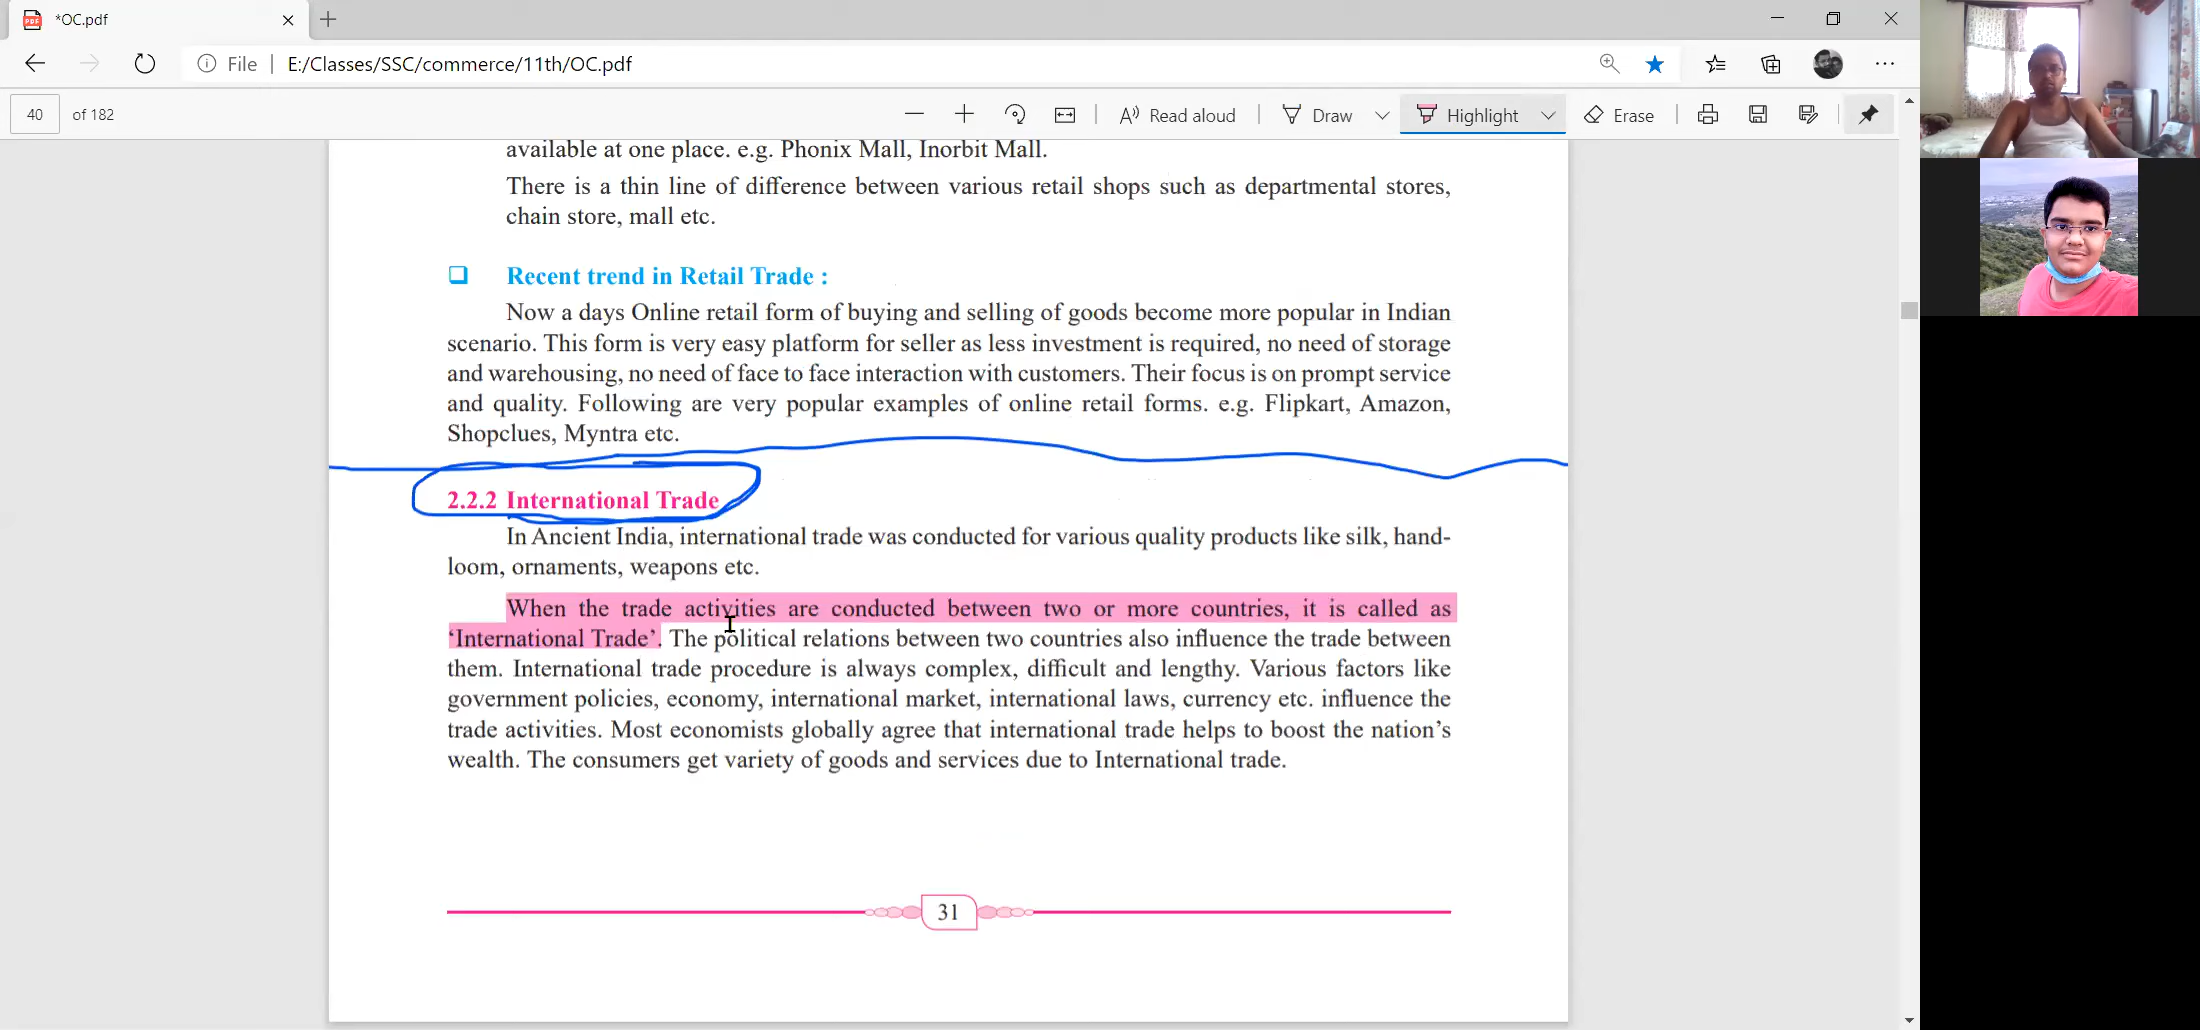 *OC.pdf
File
E:/Classes/SSC/commerce/11th/OC.pdf
40 of 182
Read aloud
Draw
Highlight
Erase
available at one place. e.g. Phonix Mall, Inorbit Mall.
There is a thin line of difference between various retail shops such as departmental stores,
chain store, mall etc.
Recent trend in Retail Trade :
Now a days Online retail form of buying and selling of goods become more popular in Indian
scenario. This form is very easy platform for seller as less investment is required, no need of storage
and warehousing, no need of face to face interaction with customers. Their focus is on prompt service
and quality. Following are very popular examples of online retail forms. e.g. Flipkart, Amazon,
Shopclues, Myntra etc.
2.2.2 International Trade
In Ancient India, international trade was conducted for various quality products like silk, hand-
loom, ornaments, weapons etc.
When the trade activities are conducted between two or more countries, it is called as
‘International Trade’. The political relations between two countries also influence the trade between
them. International trade procedure is always complex, difficult and lengthy. Various factors like
government policies, economy, international market, international laws, currency etc. influence the
trade activities. Most economists globally agree that international trade helps to boost the nation’s
wealth. The consumers get variety of goods and services due to International trade.
31